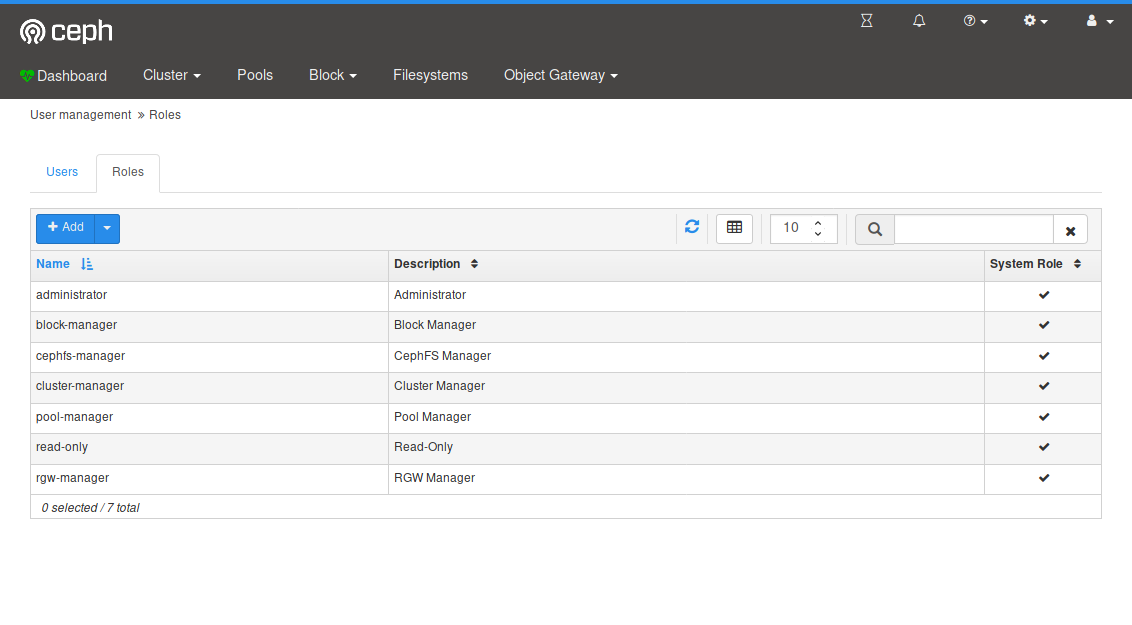 ceph
Dashboard Cluster Pools Block Filesystems Object Gateway
User management » Roles
Users Roles
Add 10
Name Description System Role
administrator Administrator
block-manager Block Manager
cephfs-manager CephFS Manager
cluster-manager Cluster Manager
pool-manager Pool Manager
read-only Read-Only
rgw-manager RGW Manager
0 selected / 7 total